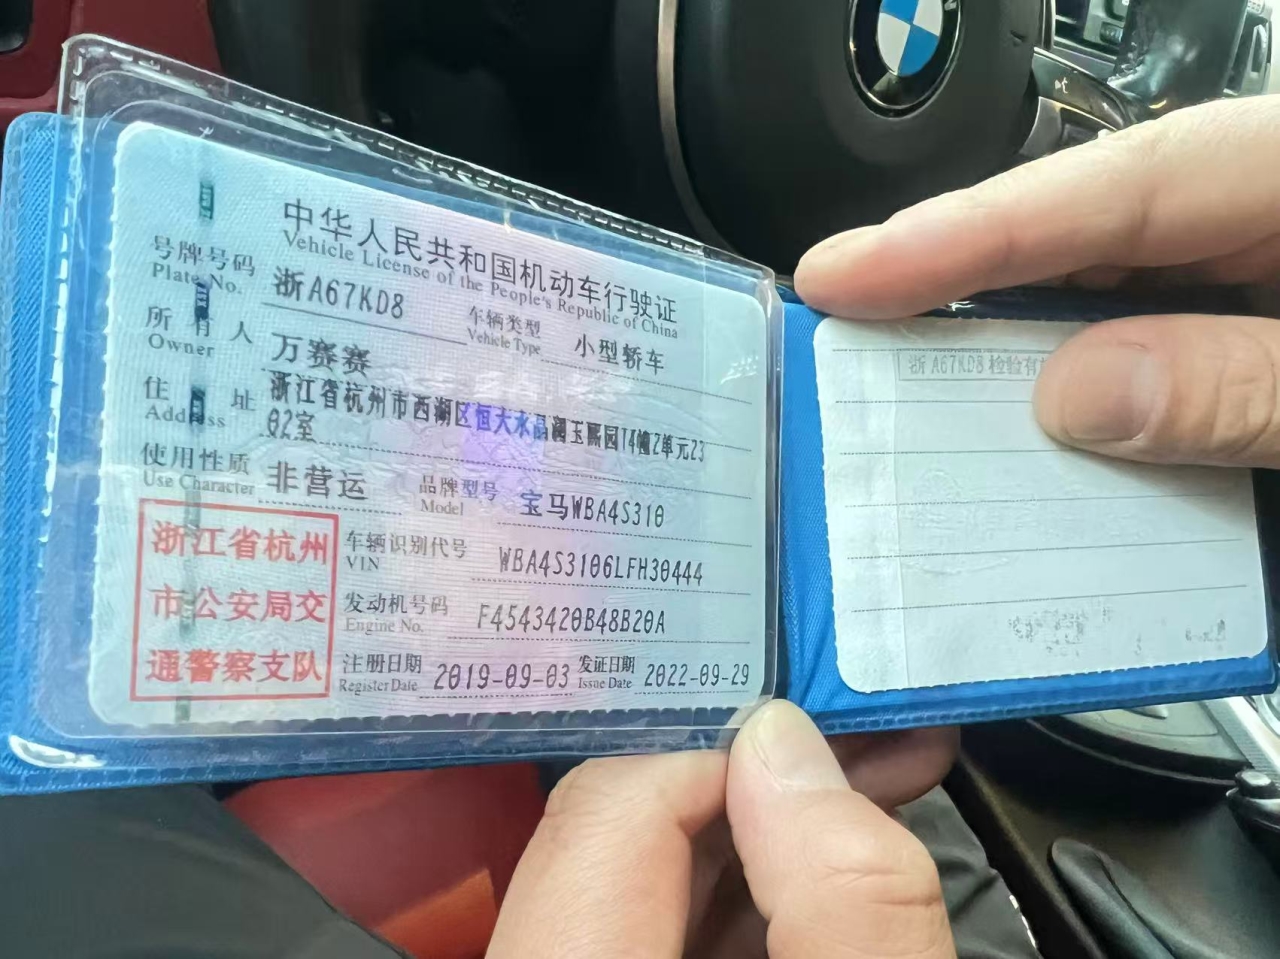 中华人民共和国机动车行驶证
Vehicle License of the People's Republic of China
号牌号码 浙A67KD8 车辆类型 小型轿车
Plate No. Vehicle Type
所有人 万赛赛
Owner
住址 浙江省杭州市西湖区恒大水晶澜玉熙园T4幢2单元23
Address 02室
使用性质 非营运 品牌型号 宝马WBA4S310
Use Character Model
浙江省杭州
市公安局交
通警察支队
车辆识别代号 WBA4S3106LFH30444
VIN
发动机号码 F4543420B48B20A
Engine No.
注册日期 2019-09-03 发证日期 2022-09-29
Register Date Issue Date
浙A67KD8 检验有